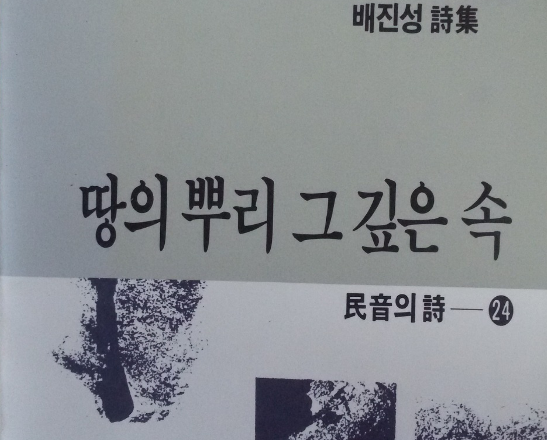 배진성 詩集
땅의 뿌리 그 깊은 속
民音의 詩 — 24